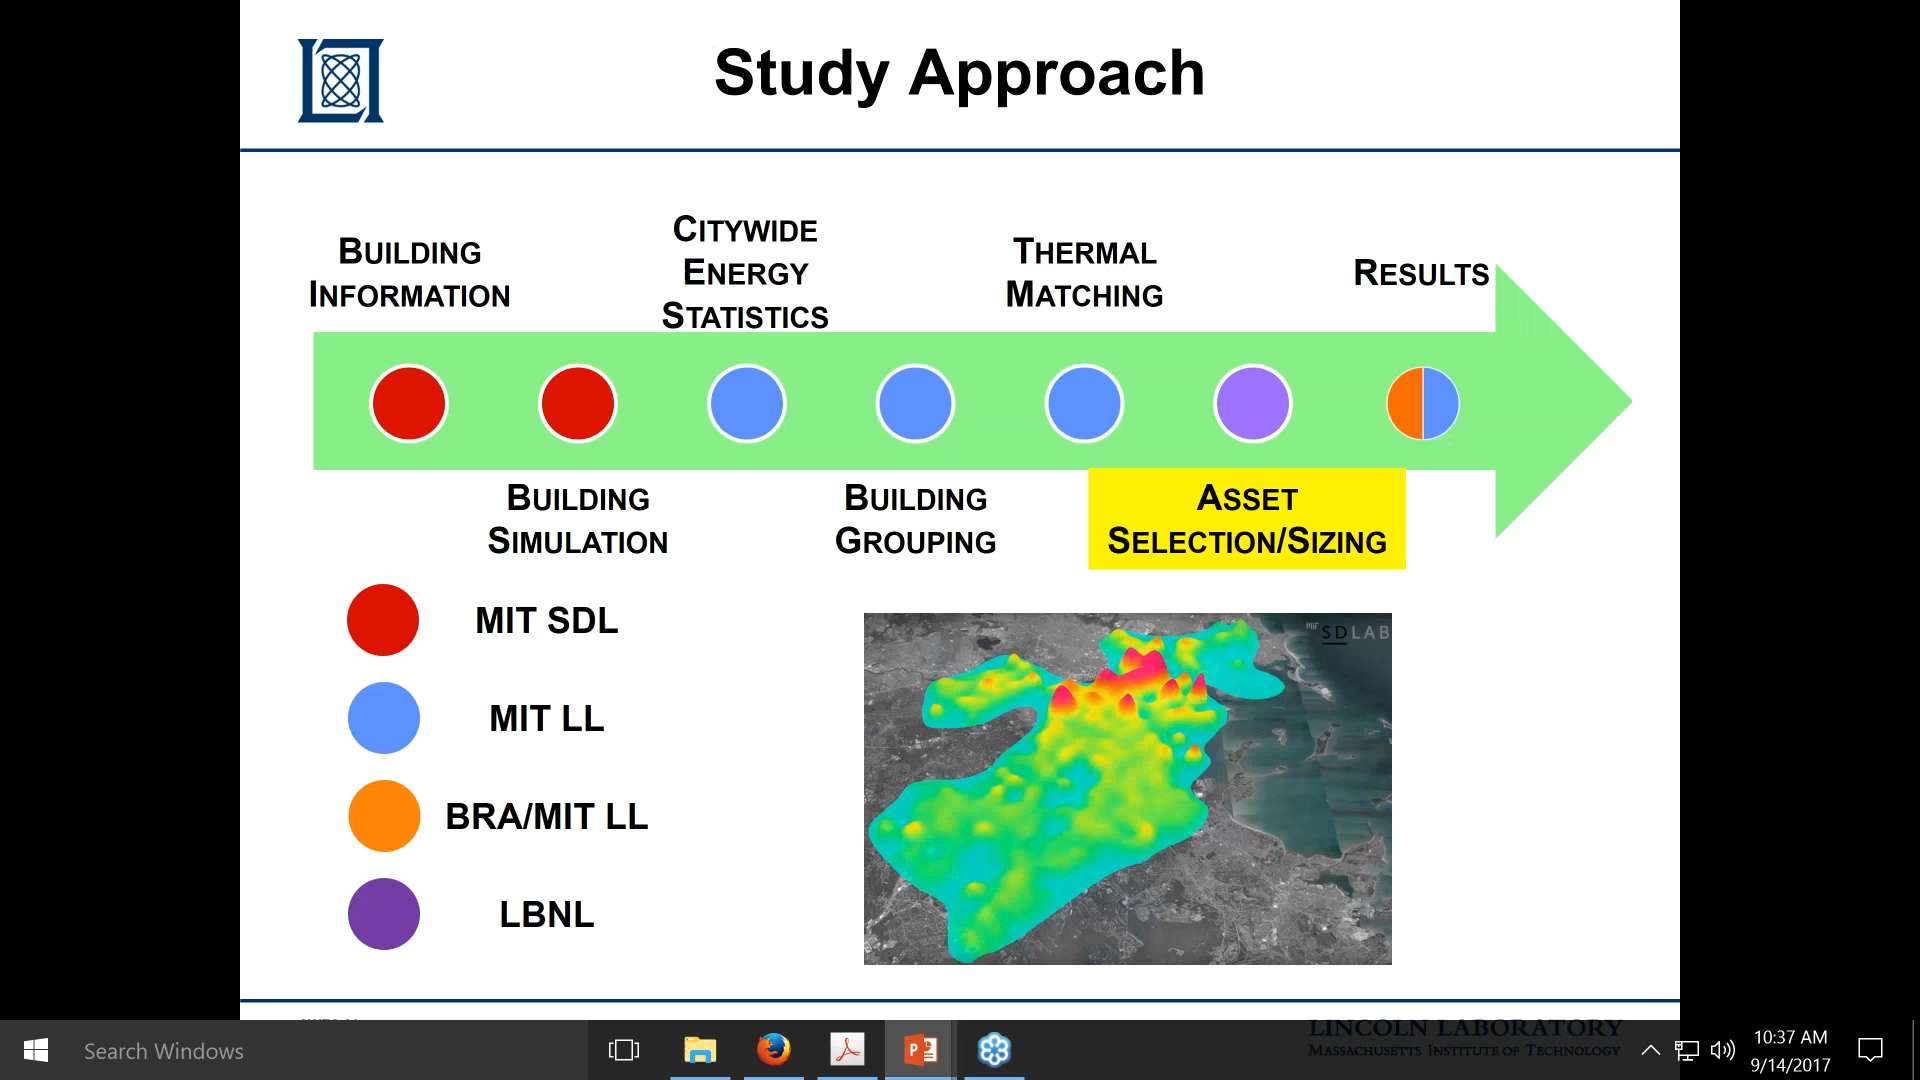 Study Approach
BUILDING
INFORMATION
CITYWIDE
ENERGY
STATISTICS
THERMAL
MATCHING
RESULTS
BUILDING
SIMULATION
BUILDING
GROUPING
ASSET
SELECTION/SIZING
MIT SDL
MIT LL
BRA/MIT LL
LBNL
MIT SDLAB
LINCOLN LABORATORY
MASSACHUSETTS INSTITUTE OF TECHNOLOGY
Search Windows
10:37 AM
9/14/2017